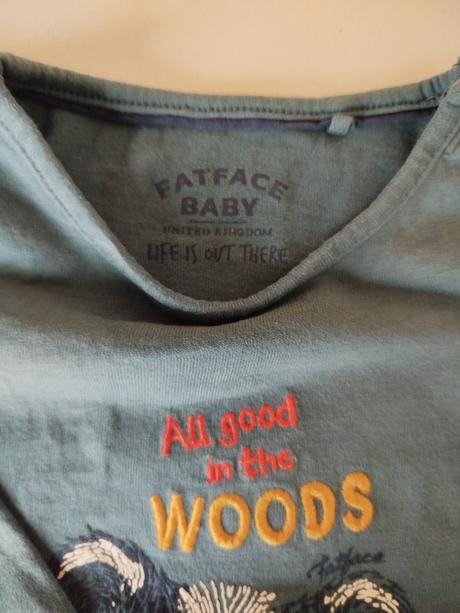 FATFACE
BABY
UNITED KINGDOM
LIFE IS OUT THERE
All good
in the
WOODS
Fatface